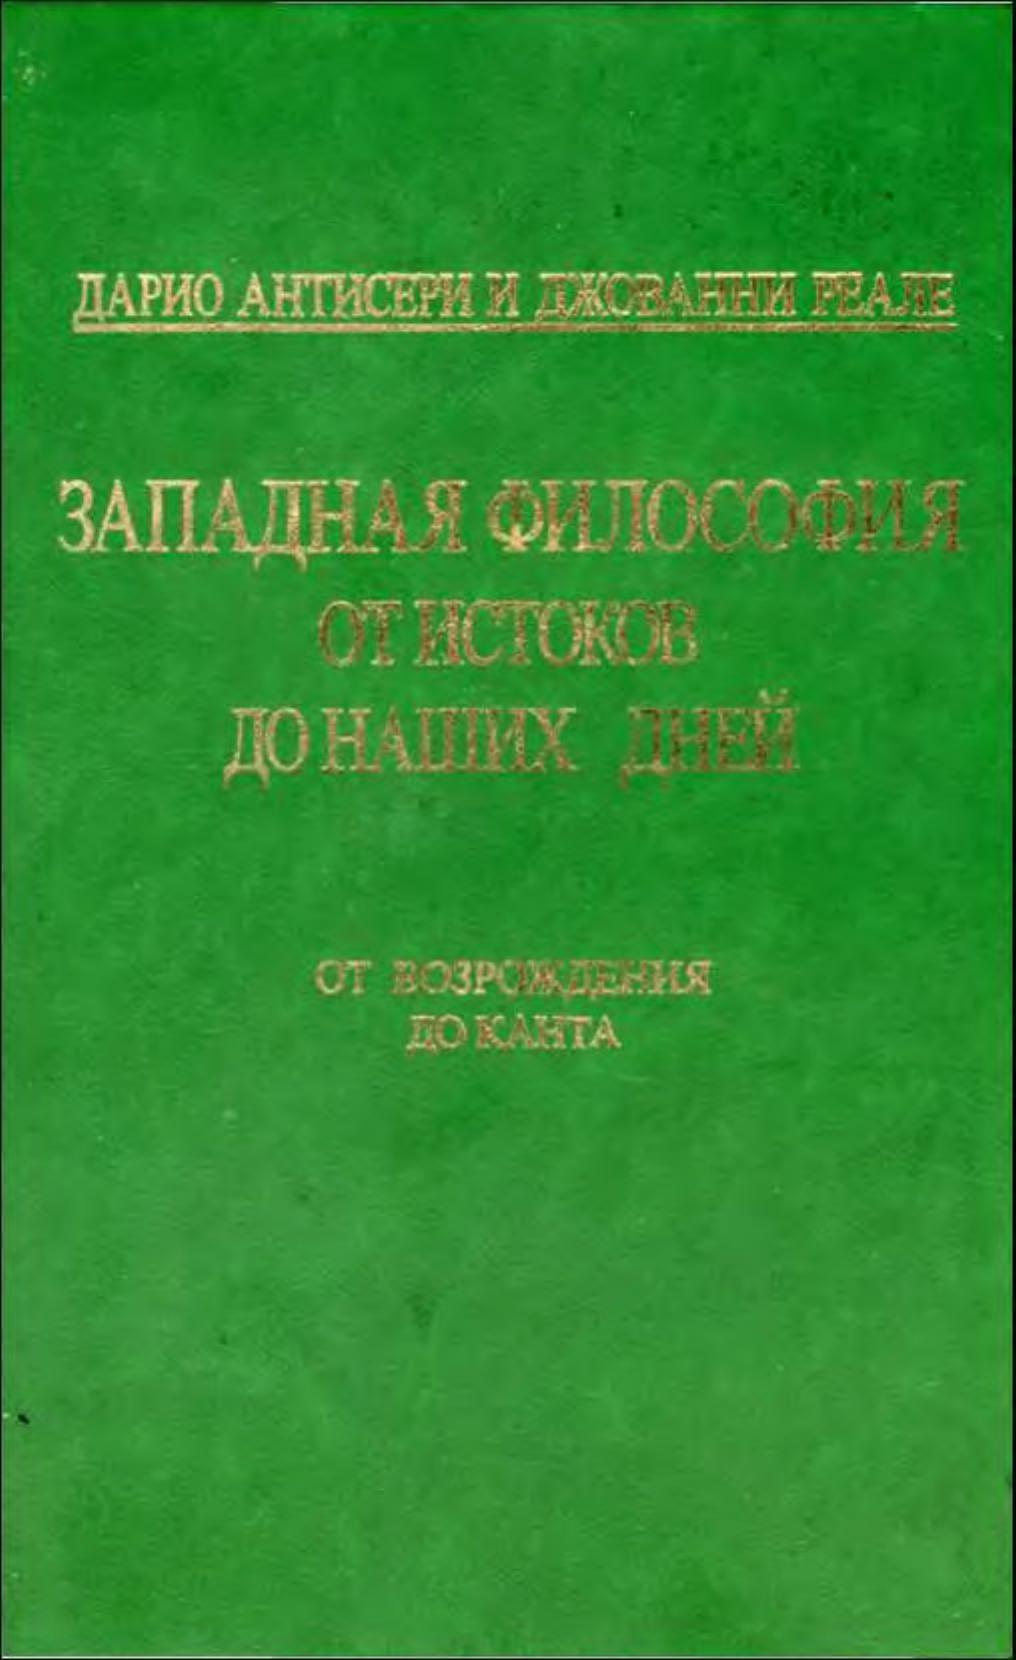 ДАРИО АНТИСЕРИ И ДЖОВАННИ РЕАЛЕ
ЗАПАДНАЯ ФИЛОСОФИЯ
ОТ ИСТОКОВ
ДО НАШИХ ДНЕЙ
ОТ ВОЗРОЖДЕНИЯ
ДО КАНТА